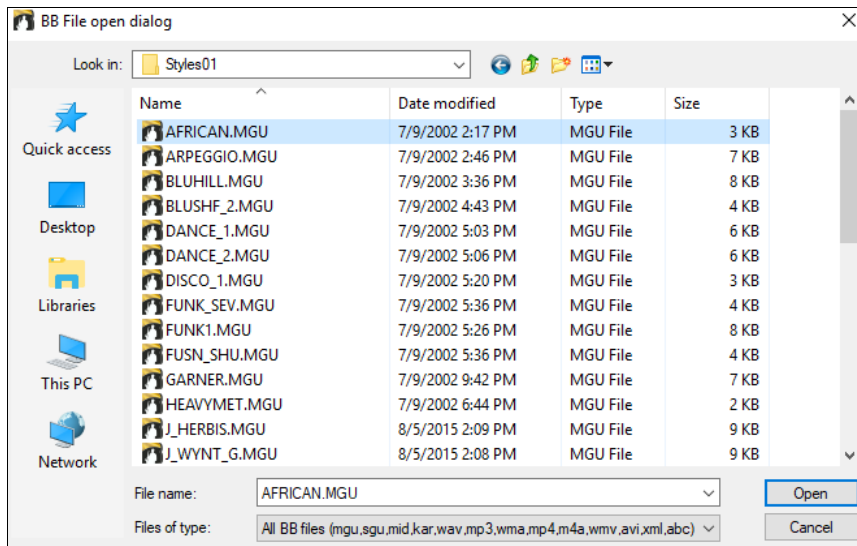 BB File open dialog
Look in: Styles01
Name Date modified Type Size
AFRICAN.MGU 7/9/2002 2:17 PM MGU File 3 KB
ARPEGGIO.MGU 7/9/2002 2:46 PM MGU File 7 KB
BLUHILL.MGU 7/9/2002 3:36 PM MGU File 8 KB
BLUSHF_2.MGU 7/9/2002 4:43 PM MGU File 4 KB
DANCE_1.MGU 7/9/2002 5:03 PM MGU File 6 KB
DANCE_2.MGU 7/9/2002 5:06 PM MGU File 6 KB
DISCO_1.MGU 7/9/2002 5:20 PM MGU File 3 KB
FUNK_SEV.MGU 7/9/2002 5:36 PM MGU File 4 KB
FUNK1.MGU 7/9/2002 5:26 PM MGU File 8 KB
FUSN_SHU.MGU 7/9/2002 5:36 PM MGU File 4 KB
GARNER.MGU 7/9/2002 9:42 PM MGU File 7 KB
HEAVYMET.MGU 7/9/2002 6:44 PM MGU File 2 KB
J_HERBIS.MGU 8/5/2015 2:09 PM MGU File 9 KB
J_WYNT_G.MGU 8/5/2015 2:08 PM MGU File 9 KB
Quick access
Desktop
Libraries
This PC
Network
File name: AFRICAN.MGU Open
Files of type: All BB files (mgu,sgu,mid,kar,wav,mp3,wma,mp4,m4a,wmv,avi,xml,abc) Cancel